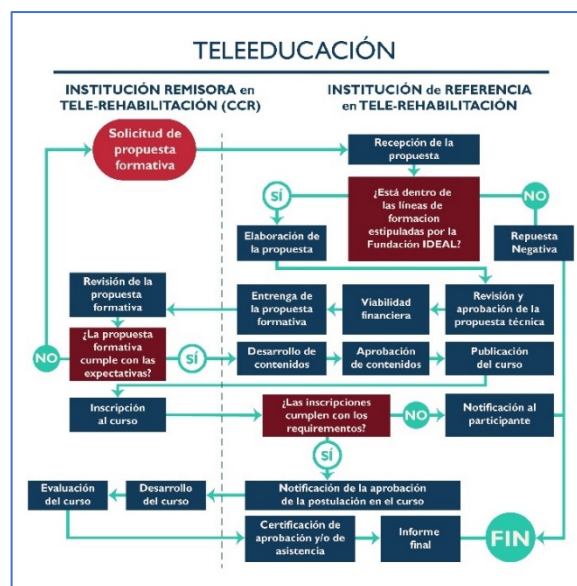 TELEEDUCACIÓN
INSTITUCIÓN REMISORA en
TELE-REHABILITACIÓN (CCR)
INSTITUCIÓN de REFERENCIA
en TELE-REHABILITACIÓN
Solicitud de
propuesta
formativa
Recepción de la
propuesta
SÍ
¿Está dentro de
las líneas de
formacion
estipuladas por la
Fundación IDEAL?
NO
Elaboración de
la propuesta
Repuesta
Negativa
Revisión de la
propuesta
formativa
Entrenga de
la propuesta
formativa
Viabilidad
financiera
Revisión y
aprobación de la
propuesta técnica
NO
¿La propuesta
formativa
cumple con las
expectativas?
SÍ
Desarrollo de
contenidos
Aprobación
de contenidos
Publicación
del curso
Inscripción
al curso
¿Las inscripciones
cumplen con los
requirementos?
NO
Notificación al
participante
SÍ
Evaluación
del curso
Desarrollo
del curso
Notificación de la aprobación
de la postulación en el curso
Certificación de
aprobación y/o de
asistencia
Informe
final
FIN